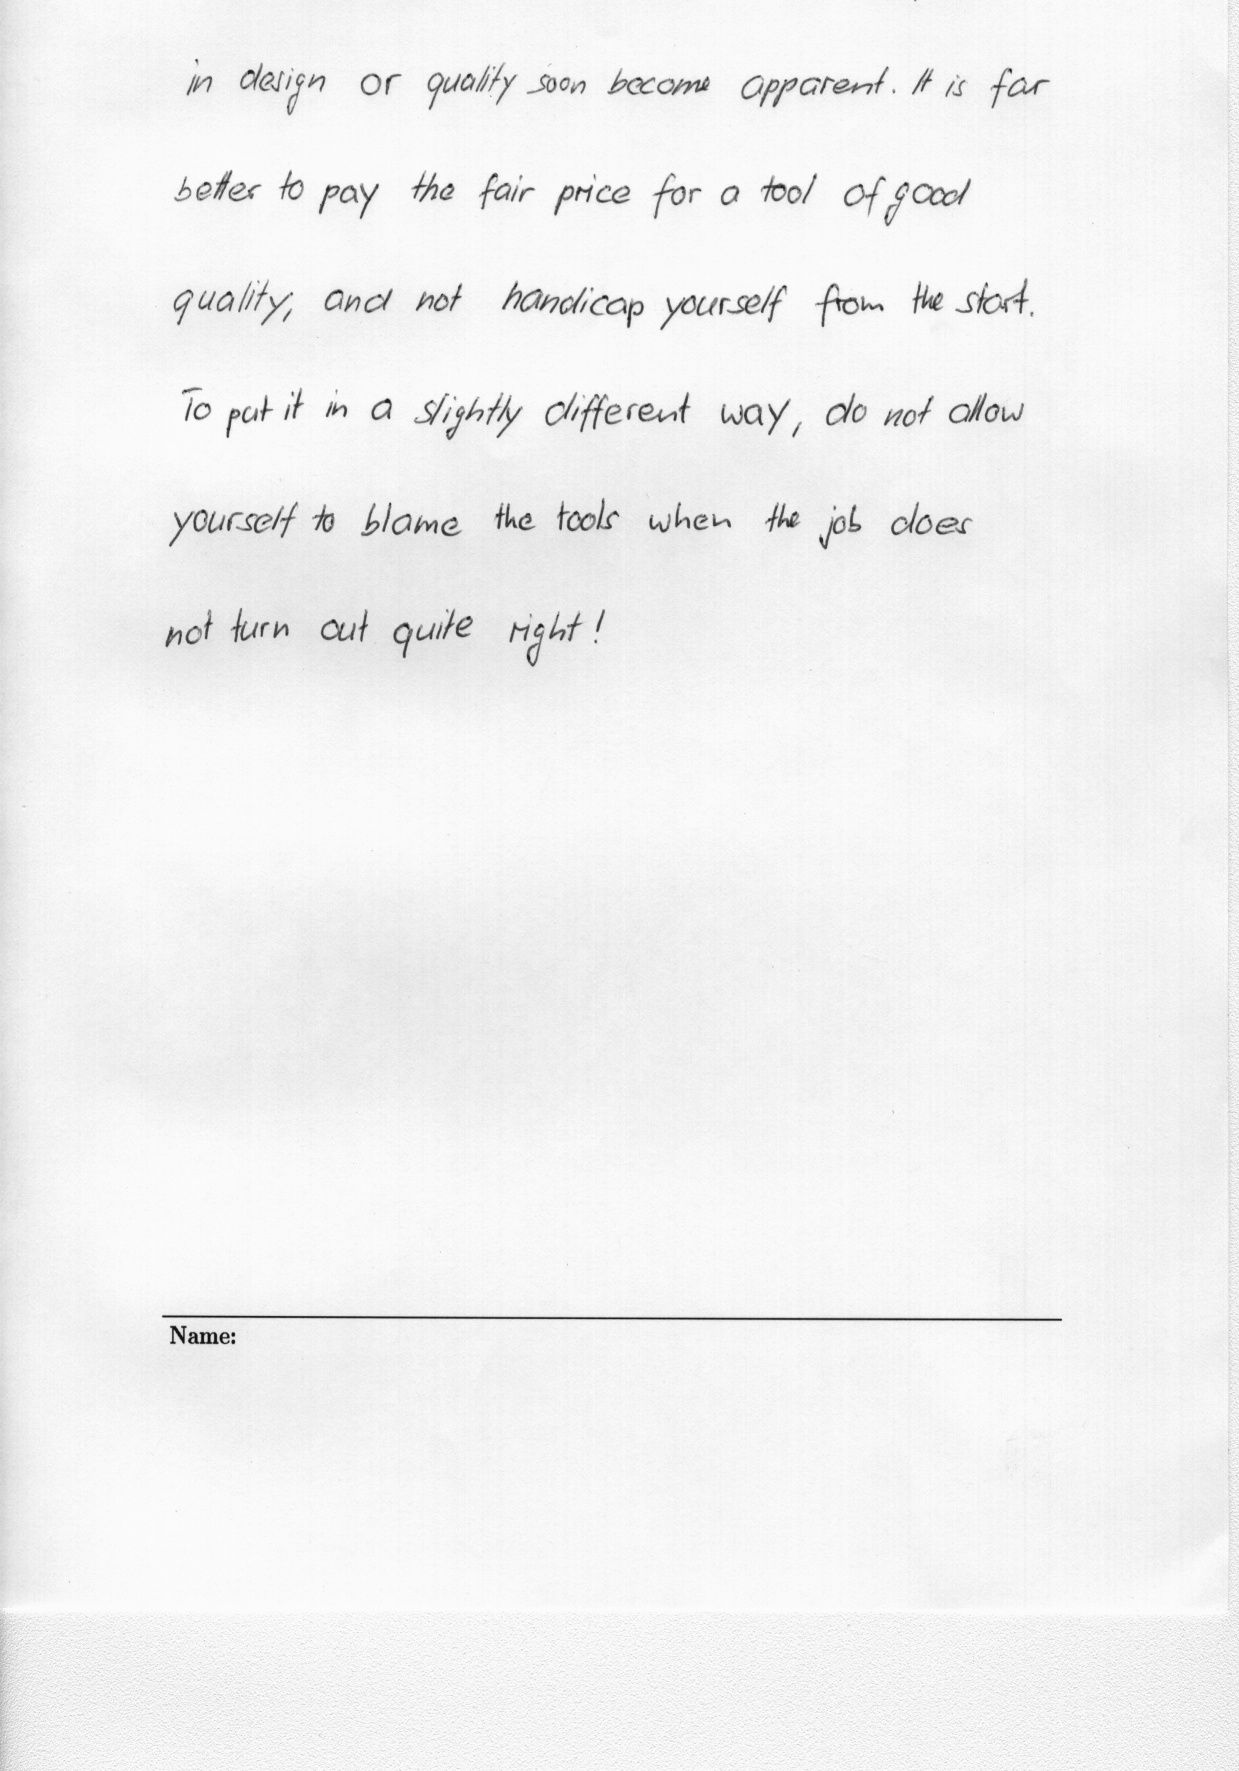 in design or quality soon become apparent. It is far
better to pay the fair price for a tool of good
quality, and not handicap yourself from the start.
To put it in a slightly different way, do not allow
yourself to blame the tools when the job does
not turn out quite right!
Name: